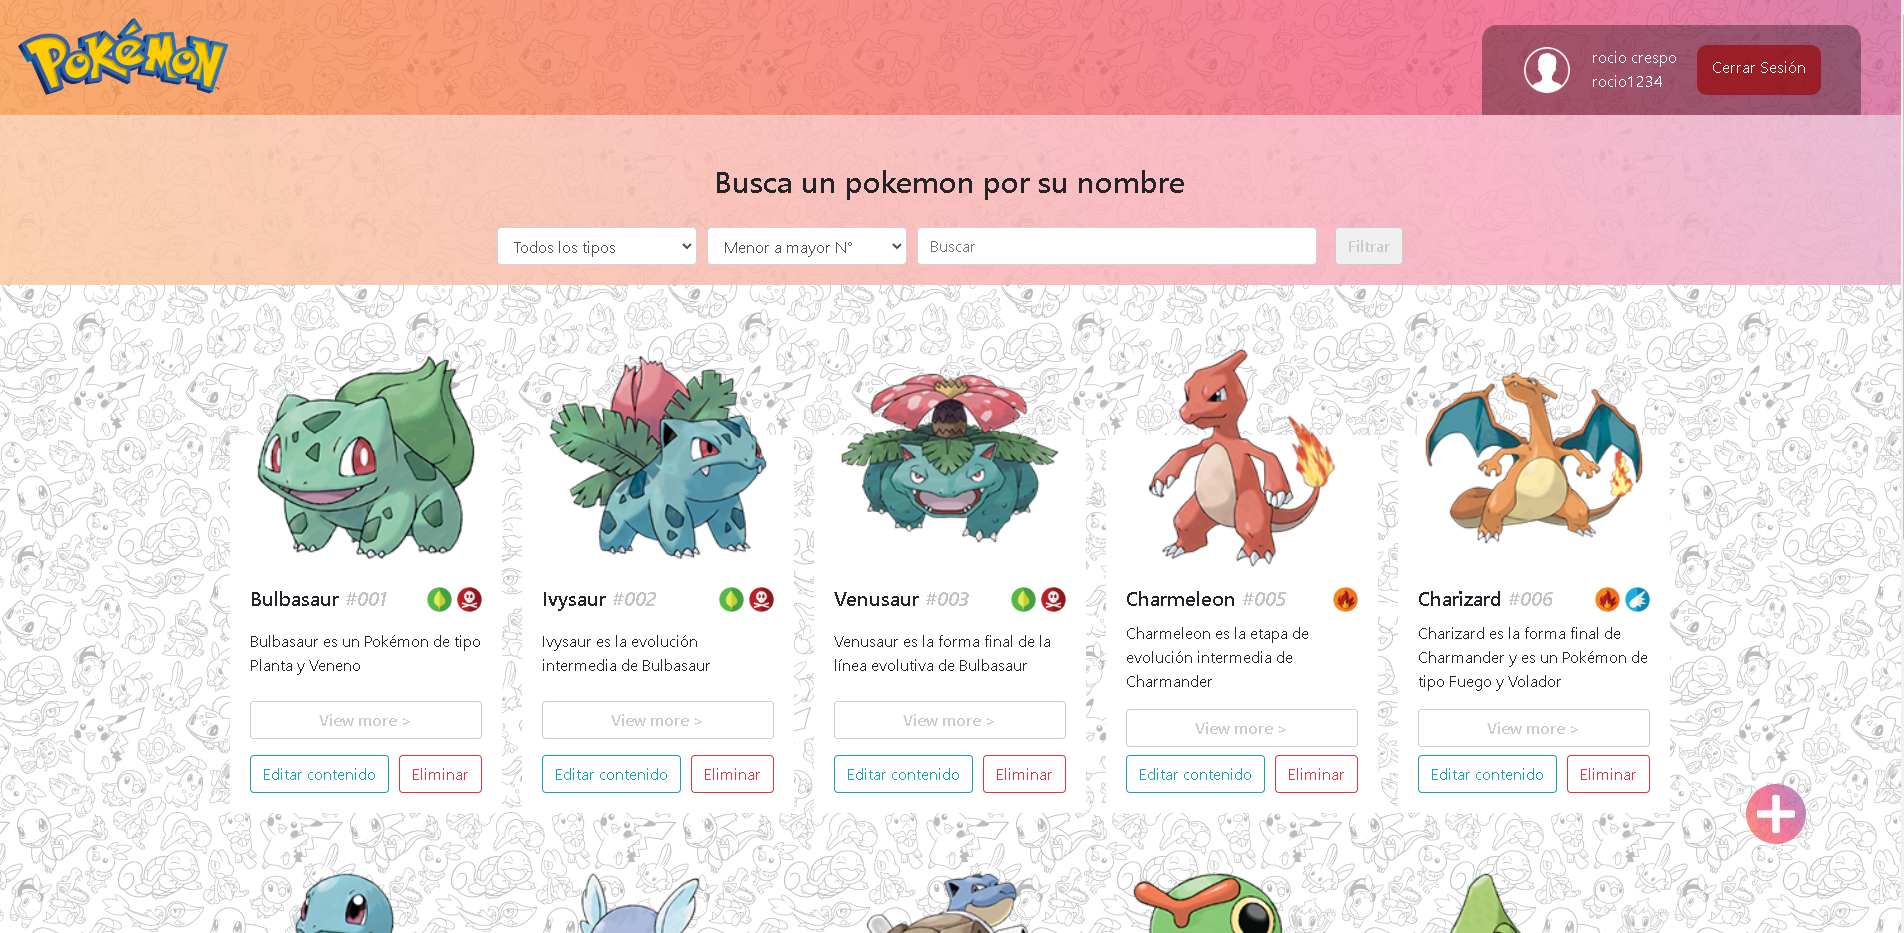 POKéMON
rocio crespo
rocio1234
Cerrar Sesión
Busca un pokemon por su nombre
Todos los tipos
Menor a mayor N°
Buscar
Filtrar
Bulbasaur #001
Bulbasaur es un Pokémon de tipo
Planta y Veneno
View more >
Editar contenido
Eliminar
Ivysaur #002
Ivysaur es la evolución
intermedia de Bulbasaur
View more >
Editar contenido
Eliminar
Venusaur #003
Venusaur es la forma final de la
línea evolutiva de Bulbasaur
View more >
Editar contenido
Eliminar
Charmeleon #005
Charmeleon es la etapa de
evolución intermedia de
Charmander
View more >
Editar contenido
Eliminar
Charizard #006
Charizard es la forma final de
Charmander y es un Pokémon de
tipo Fuego y Volador
View more >
Editar contenido
Eliminar